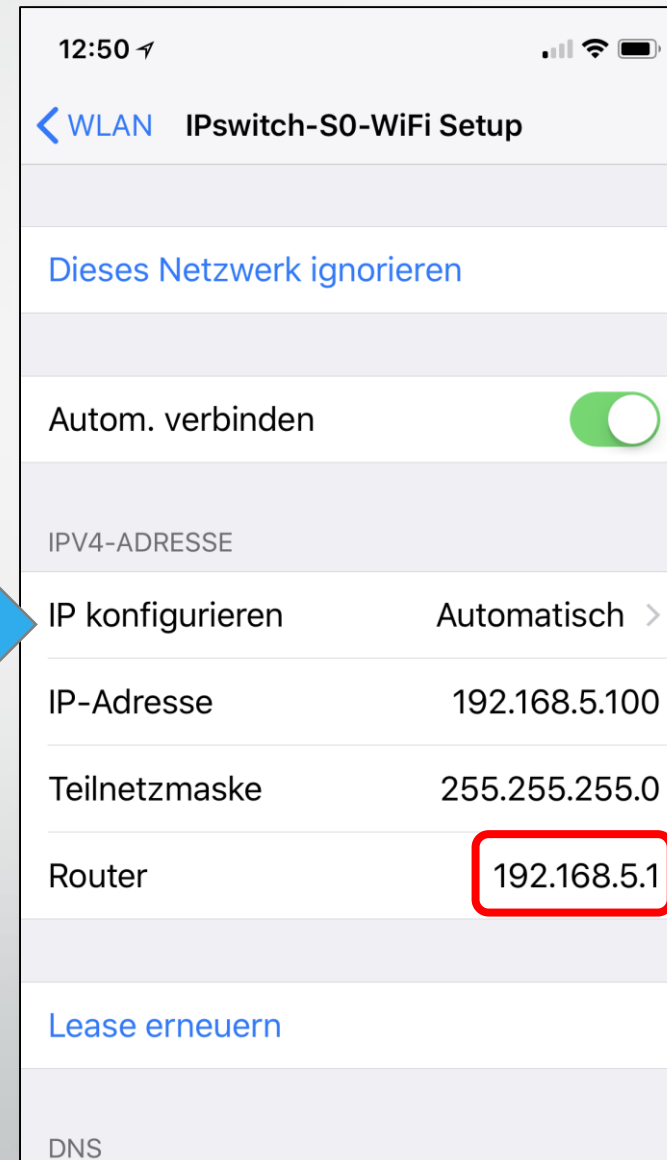 12:50
WLAN IPswitch-S0-WiFi Setup
Dieses Netzwerk ignorieren
Autom. verbinden
IPV4-ADRESSE
IP konfigurieren Automatisch
IP-Adresse 192.168.5.100
Teilnetzmaske 255.255.255.0
Router 192.168.5.1
Lease erneuern
DNS